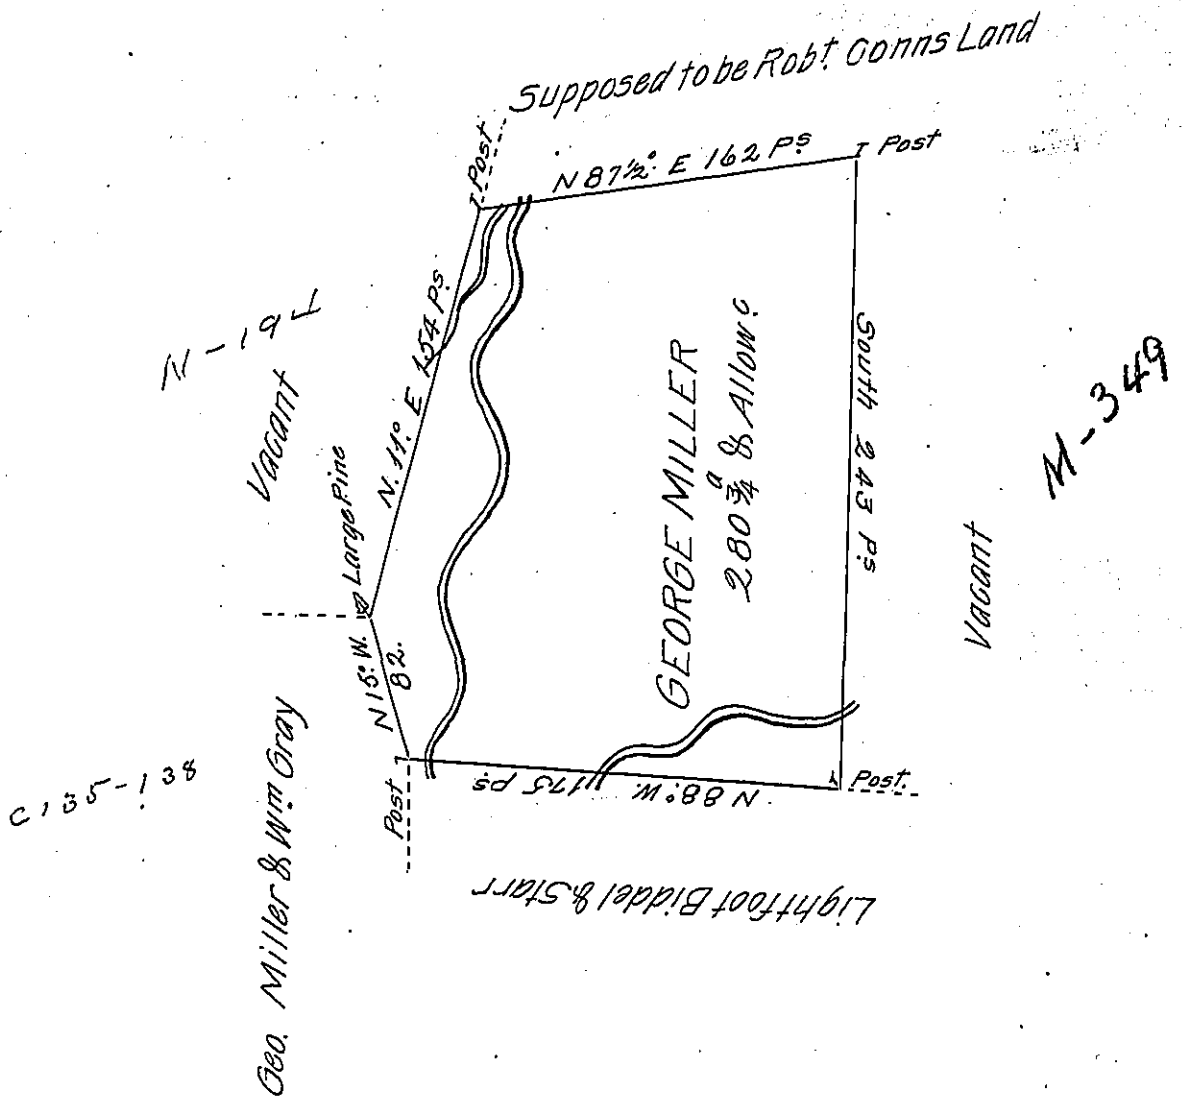 Supposed to be Robt. Conns Land
Post
N 87½° E 162 Ps
Post
N-194
Vacant
N. 11° E 154 Ps.
Large Pine
GEORGE MILLER
280¾ a & Allowc.
South 243 Ps
M-349
Vacant
N 15° W.
82.
C135-138
Geo. Miller & Wm Gray
Post
N 88° W. 175 Ps
Post.
Lightfoot Biddel & Starr